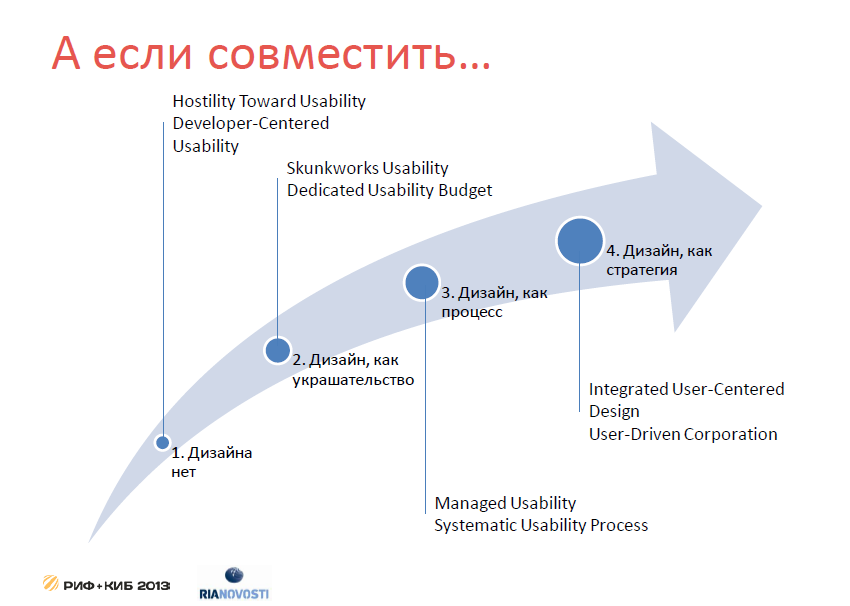 А если совместить...
Hostility Toward Usability
Developer-Centered
Usability
Skunkworks Usability
Dedicated Usability Budget
4. Дизайн, как
стратегия
3. Дизайн, как
процесс
2. Дизайн, как
украшательство
Integrated User-Centered
Design
User-Driven Corporation
1. Дизайна
нет
Managed Usability
Systematic Usability Process
РИФ+КИБ 2013
RIANOVOSTI